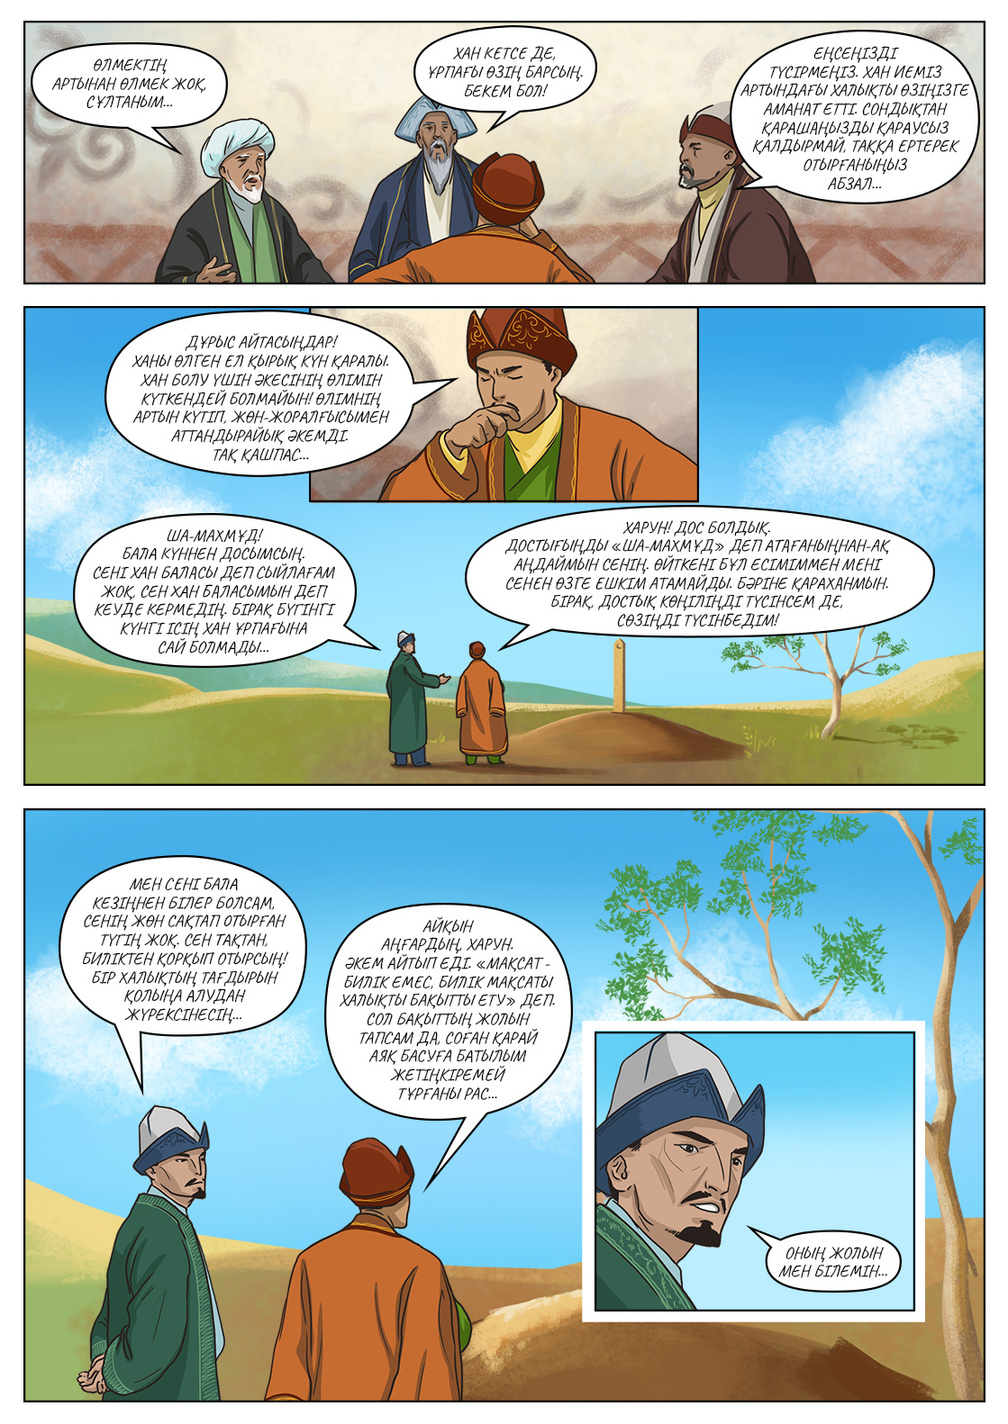 ӨЛМЕКТІҢ
АРТЫНАН ӨЛМЕК ЖОҚ,
СҰЛТАНЫМ...
ХАН КЕТСЕ ДЕ,
ҰРПАҒЫ ӨЗІҢ БАРСЫҢ.
БЕКЕМ БОЛ!
ЕҢСЕҢІЗДІ
ТҮСІРМЕҢІЗ. ХАН ИЕМІЗ
АРТЫНДАҒЫ ХАЛЫҚТЫ ӨЗІҢІЗГЕ
АМАНАТ ЕТТІ. СОНДЫҚТАН
ҚАРАШАҢЫЗДЫ ҚАРАУСЫЗ
ҚАЛДЫРМАЙ, ТАҚҚА ЕРТЕРЕК
ОТЫРҒАНЫҢЫЗ
АБЗАЛ...
ДҰРЫС АЙТАСЫҢДАР!
ХАНЫ ӨЛГЕН ЕЛ ҚЫРЫҚ КҮН ҚАРАЛЫ.
ХАН БОЛУ ҮШІН ӘКЕСІНІҢ ӨЛІМІН
КҮТКЕНДЕЙ БОЛМАЙЫН! ӨЛІМНІҢ
АРТЫН КҮТІП, ЖӨН-ЖОРАЛҒЫСЫМЕН
АТТАНДЫРАЙЫҚ ӘКЕМДІ.
ТАҚ ҚАШПАС...
ША-МАХМҰД!
БАЛА КҮННЕН ДОСЫМСЫҢ.
СЕНІ ХАН БАЛАСЫ ДЕП СЫЙЛАҒАМ
ЖОҚ, СЕН ХАН БАЛАСЫМЫН ДЕП
КЕУДЕ КЕРМЕДІҢ. БІРАҚ БҮГІНГІ
КҮНГІ ІСІҢ ХАН ҰРПАҒЫНА
САЙ БОЛМАДЫ...
ХАРУН! ДОС БОЛДЫҚ.
ДОСТЫҒЫҢДЫ «ША-МАХМҰД» ДЕП АТАҒАНЫҢНАН-АҚ
АҢДАЙМЫН СЕНІҢ. ӨЙТКЕНІ БҰЛ ЕСІМІММЕН МЕНІ
СЕНЕН ӨЗГЕ ЕШКІМ АТАМАЙДЫ. БӘРІНЕ ҚАРАХАНМЫН.
БІРАҚ, ДОСТЫҚ КӨҢІЛІҢДІ ТҮСІНСЕМ ДЕ,
СӨЗІҢДІ ТҮСІНБЕДІМ!
МЕН СЕНІ БАЛА
КЕЗІҢНЕН БІЛЕР БОЛСАМ,
СЕНІҢ ЖӨН САҚТАП ОТЫРҒАН
ТҮГІҢ ЖОҚ. СЕН ТАҚТАН,
БИЛІКТЕН ҚОРҚЫП ОТЫРСЫҢ!
БІР ХАЛЫҚТЫҢ ТАҒДЫРЫН
ҚОЛЫҢА АЛУДАН
ЖҮРЕКСІНЕСІҢ...
АЙҚЫН
АҢҒАРДЫҢ, ХАРУН.
ӘКЕМ АЙТЫП ЕДІ. «МАҚСАТ -
БИЛІК ЕМЕС, БИЛІК МАҚСАТЫ
ХАЛЫҚТЫ БАҚЫТТЫ ЕТУ» ДЕП.
СОЛ БАҚЫТТЫҢ ЖОЛЫН
ТАПСАМ ДА, СОҒАН ҚАРАЙ
АЯҚ БАСУҒА БАТЫЛЫМ
ЖЕТІҢКІРЕМЕЙ
ТҰРҒАНЫ РАС...
ОНЫҢ ЖОЛЫН
МЕН БІЛЕМІН...